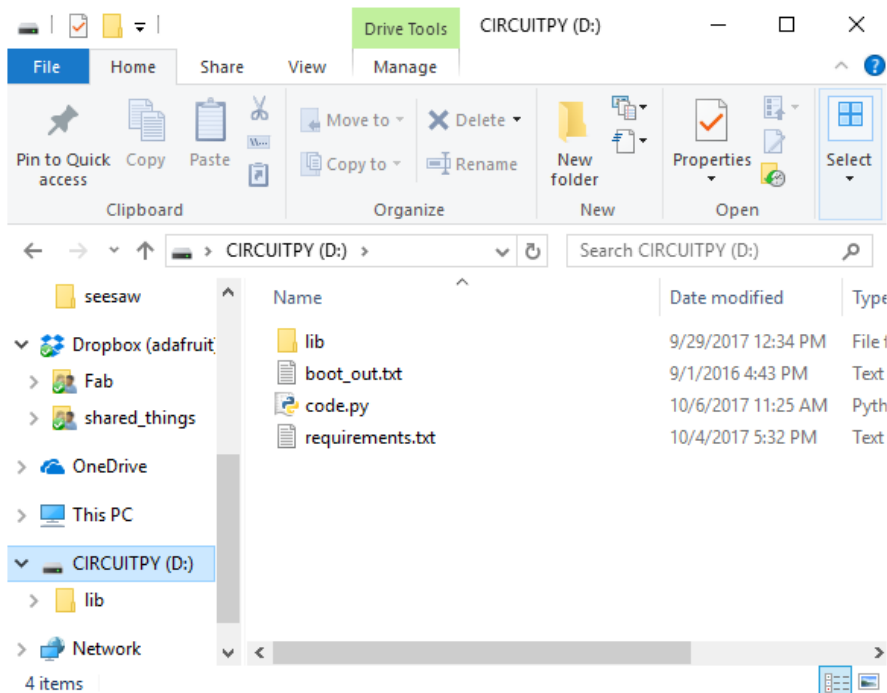 Drive Tools CIRCUITPY (D:)
File Home Share View Manage
Pin to Quick access Copy Paste
Move to Delete
Copy to Rename
New folder
Properties
Select
Clipboard Organize New Open
CIRCUITPY (D:) Search CIRCUITPY (D:)
seesaw
Dropbox (adafruit
Fab
shared_things
OneDrive
This PC
CIRCUITPY (D:)
lib
Network
Name Date modified Type
lib 9/29/2017 12:34 PM File f
boot_out.txt 9/1/2016 4:43 PM Text
code.py 10/6/2017 11:25 AM Pyth
requirements.txt 10/4/2017 5:32 PM Text
4 items